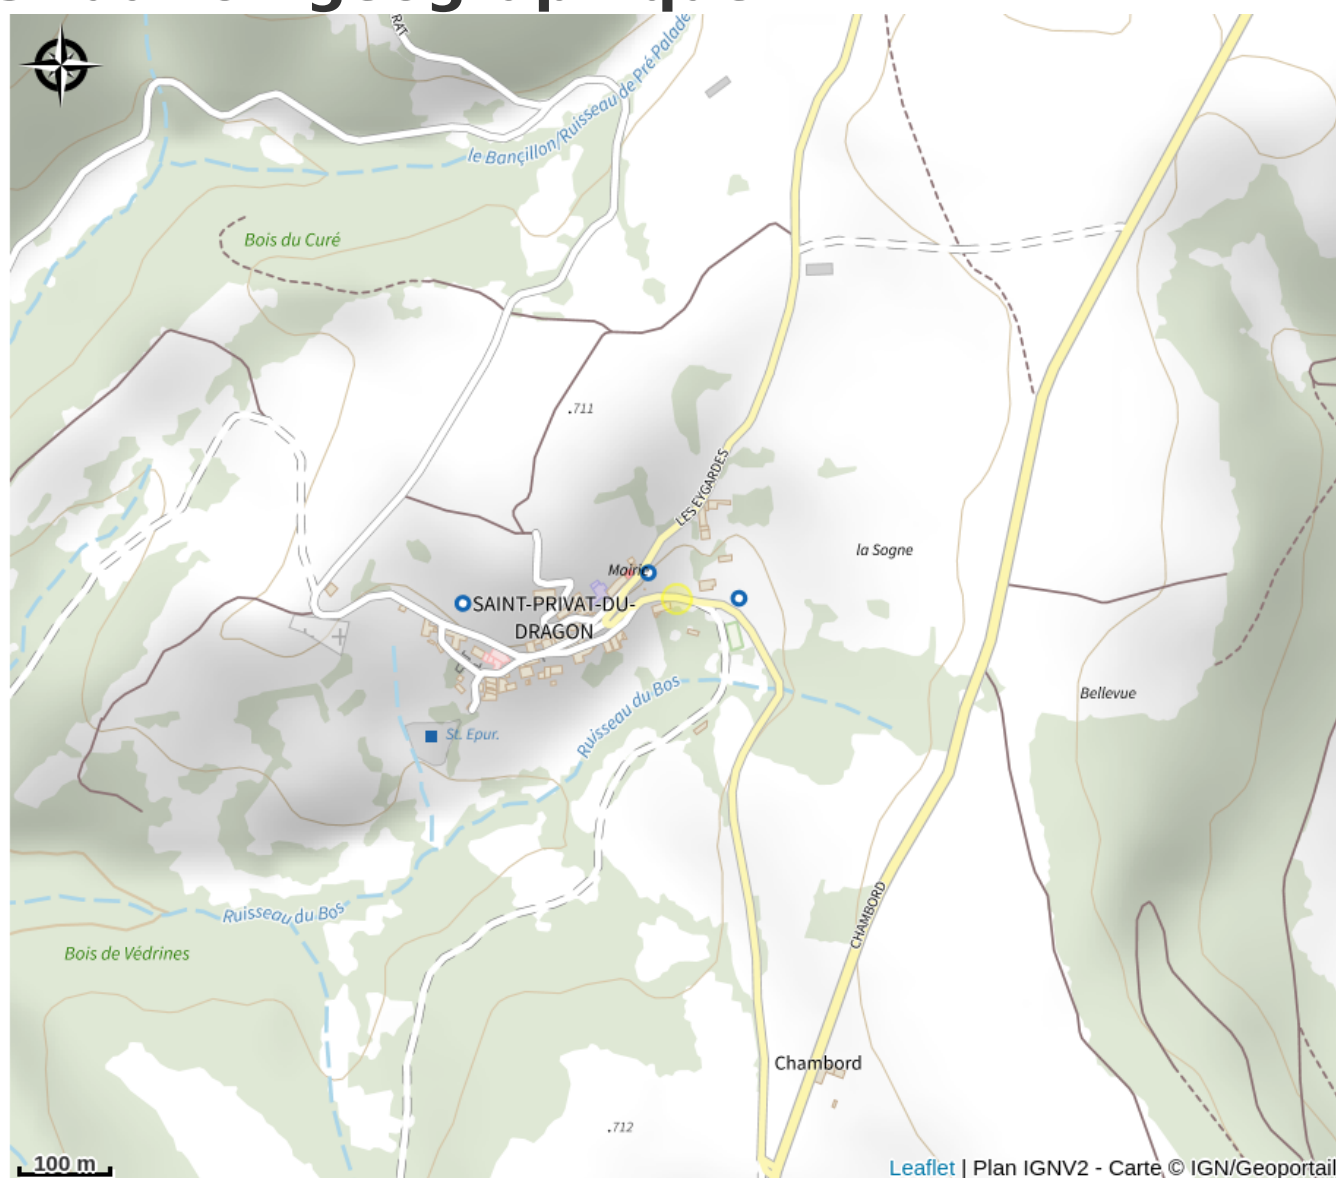 RAT
le Bançillon/Ruisseau de Pré Palade
Bois du Curé
.711
LES EYGARDES
la Sogne
Mairie
SAINT-PRIVAT-DU-
DRAGON
Ruisseau du Bos
Bellevue
St. Epur.
Ruisseau du Bos
CHAMBORD
Bois de Védrines
Chambord
.712
100 m
Leaflet | Plan IGNV2 - Carte © IGN/Geoportail